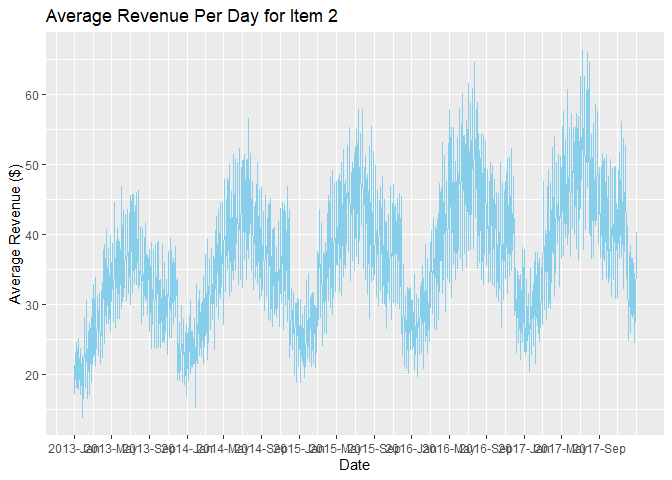 Average Revenue Per Day for Item 2
Average Revenue ($)
60
50
40
30
20
2013-Jan 2013-May 2013-Sep 2014-Jan 2014-May 2014-Sep 2015-Jan 2015-May 2015-Sep 2016-Jan 2016-May 2016-Sep 2017-Jan 2017-May 2017-Sep
Date